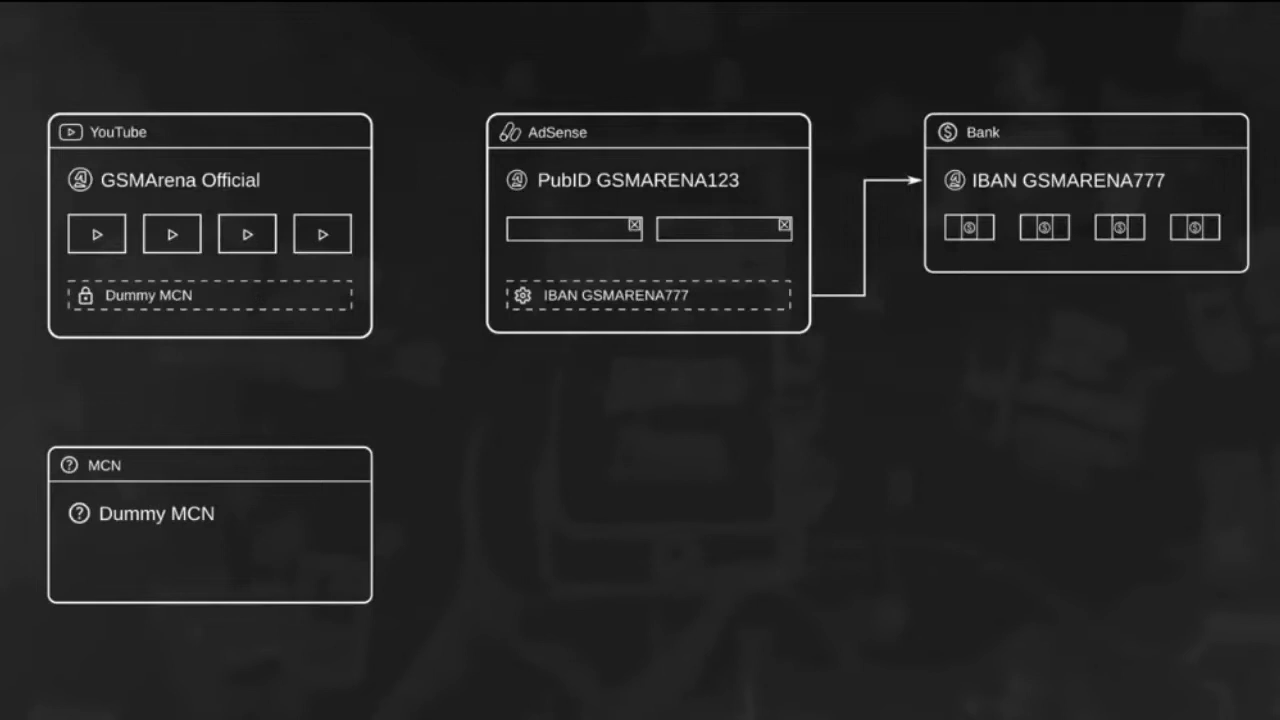 YouTube
GSMArena Official
Dummy MCN
AdSense
PubID GSMARENA123
IBAN GSMARENA777
Bank
IBAN GSMARENA777
MCN
Dummy MCN